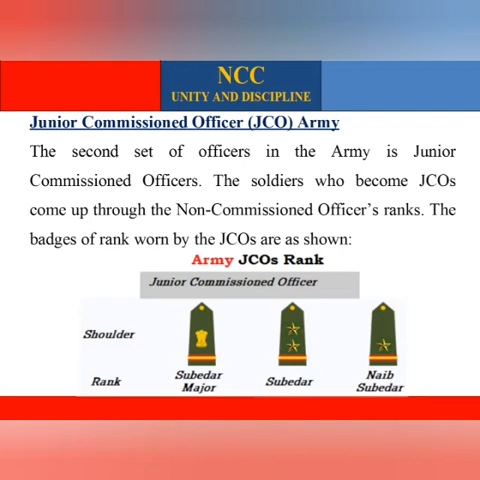 NCC
UNITY AND DISCIPLINE
Junior Commissioned Officer (JCO) Army
The second set of officers in the Army is Junior
Commissioned Officers. The soldiers who become JCOs
come up through the Non-Commissioned Officer's ranks. The
badges of rank worn by the JCOs are as shown:
Army JCOs Rank
Junior Commissioned Officer
Shoulder
Rank
Subedar
Major
Subedar
Naib
Subedar